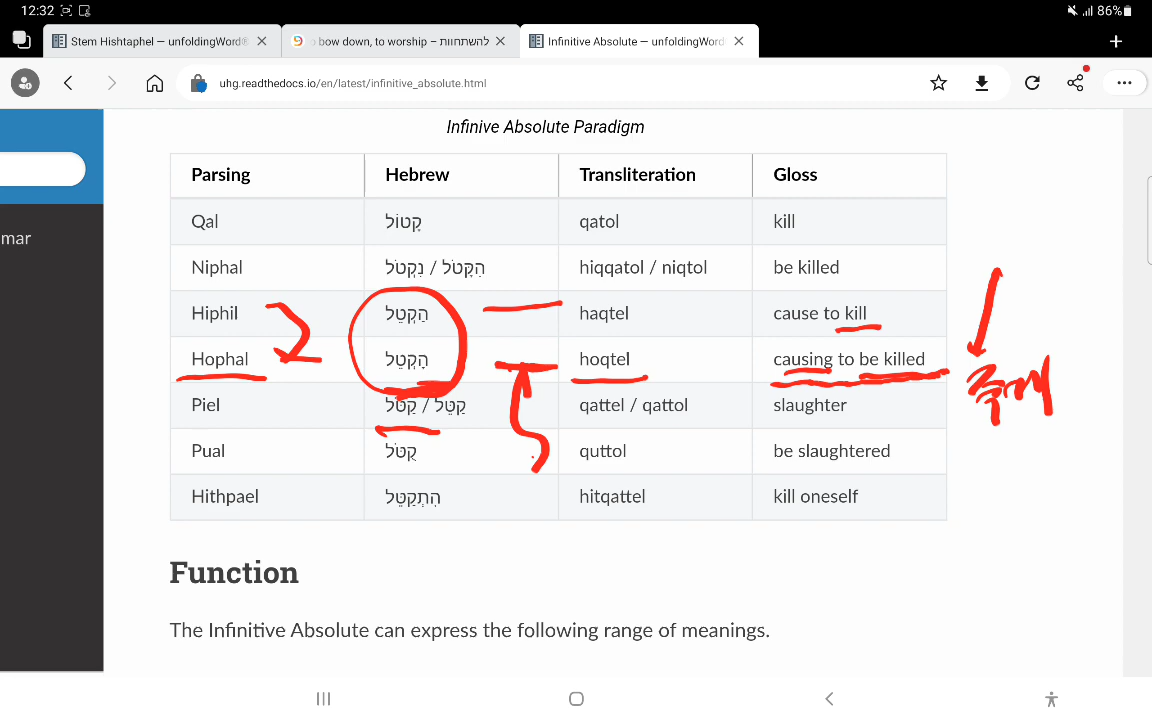 12:32 86%
Stem Hishtaphel — unfoldingWord® bow down, to worship – להשתחוות Infinitive Absolute — unfoldingWord
uhg.readthedocs.io/en/latest/infinitive_absolute.html
mar
Infinive Absolute Paradigm
Parsing Hebrew Transliteration Gloss
Qal קָטוֹל qatol kill
Niphal הִקָּטֹל / נִקְטֹל hiqqatol / niqtol be killed
Hiphil הַקְטֵל haqtel cause to kill
Hophal הָקְטֵל hoqtel causing to be killed
Piel קַטֵּל / קַטֹּל qattel / qattol slaughter
Pual קֻטֹּל quttol be slaughtered
Hithpael הִתְקַטֵּל hitqattel kill oneself
2
Function
The Infinitive Absolute can express the following range of meanings.